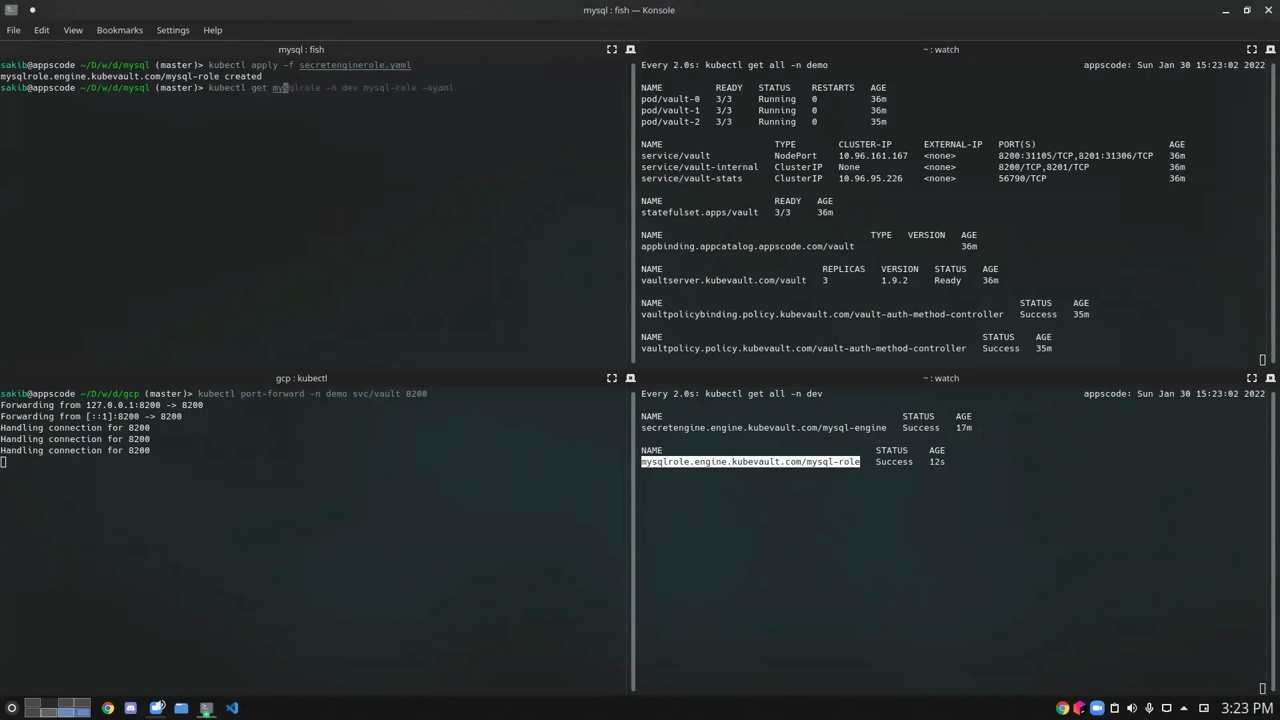 mysql : fish — Konsole
File Edit View Bookmarks Settings Help
mysql : fish
sakib@appscode ~/D/w/d/mysql (master)> kubectl apply -f secretenginerole.yaml
mysqlrole.engine.kubevault.com/mysql-role created
sakib@appscode ~/D/w/d/mysql (master)> kubectl get mysqlrole -n dev mysql-role -oyaml
~ : watch
Every 2.0s: kubectl get all -n demo appscode: Sun Jan 30 15:23:02 2022
NAME READY STATUS RESTARTS AGE
pod/vault-0 3/3 Running 0 36m
pod/vault-1 3/3 Running 0 36m
pod/vault-2 3/3 Running 0 35m
NAME TYPE CLUSTER-IP EXTERNAL-IP PORT(S) AGE
service/vault NodePort 10.96.161.167 <none> 8200:31105/TCP,8201:31306/TCP 36m
service/vault-internal ClusterIP None <none> 8200/TCP,8201/TCP 36m
service/vault-stats ClusterIP 10.96.95.226 <none> 56790/TCP 36m
NAME READY AGE
statefulset.apps/vault 3/3 36m
NAME TYPE VERSION AGE
appbinding.appcatalog.appscode.com/vault 36m
NAME REPLICAS VERSION STATUS AGE
vaultserver.kubevault.com/vault 3 1.9.2 Ready 36m
NAME STATUS AGE
vaultpolicybinding.policy.kubevault.com/vault-auth-method-controller Success 35m
NAME STATUS AGE
vaultpolicy.policy.kubevault.com/vault-auth-method-controller Success 35m
gcp : kubectl
sakib@appscode ~/D/w/d/gcp (master)> kubectl port-forward -n demo svc/vault 8200
Forwarding from 127.0.0.1:8200 -> 8200
Forwarding from [::1]:8200 -> 8200
Handling connection for 8200
Handling connection for 8200
Handling connection for 8200
~ : watch
Every 2.0s: kubectl get all -n dev appscode: Sun Jan 30 15:23:02 2022
NAME STATUS AGE
secretengine.engine.kubevault.com/mysql-engine Success 17m
NAME STATUS AGE
mysqlrole.engine.kubevault.com/mysql-role Success 12s
3:23 PM